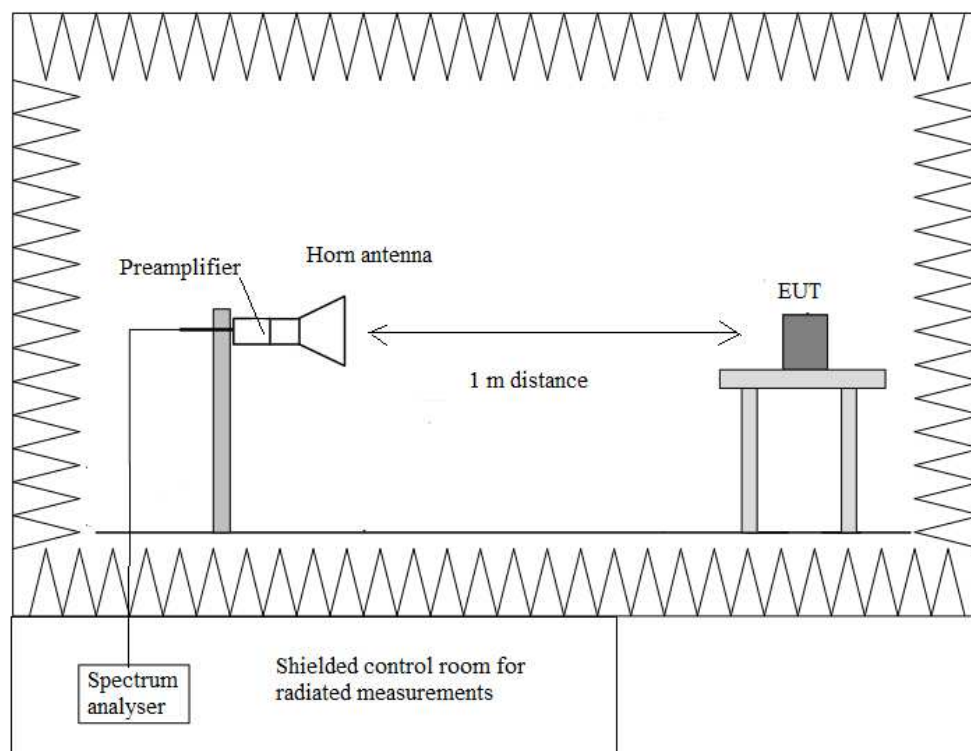 Horn antenna
Preamplifier
EUT
1 m distance
Shielded control room for
radiated measurements
Spectrum
analyser